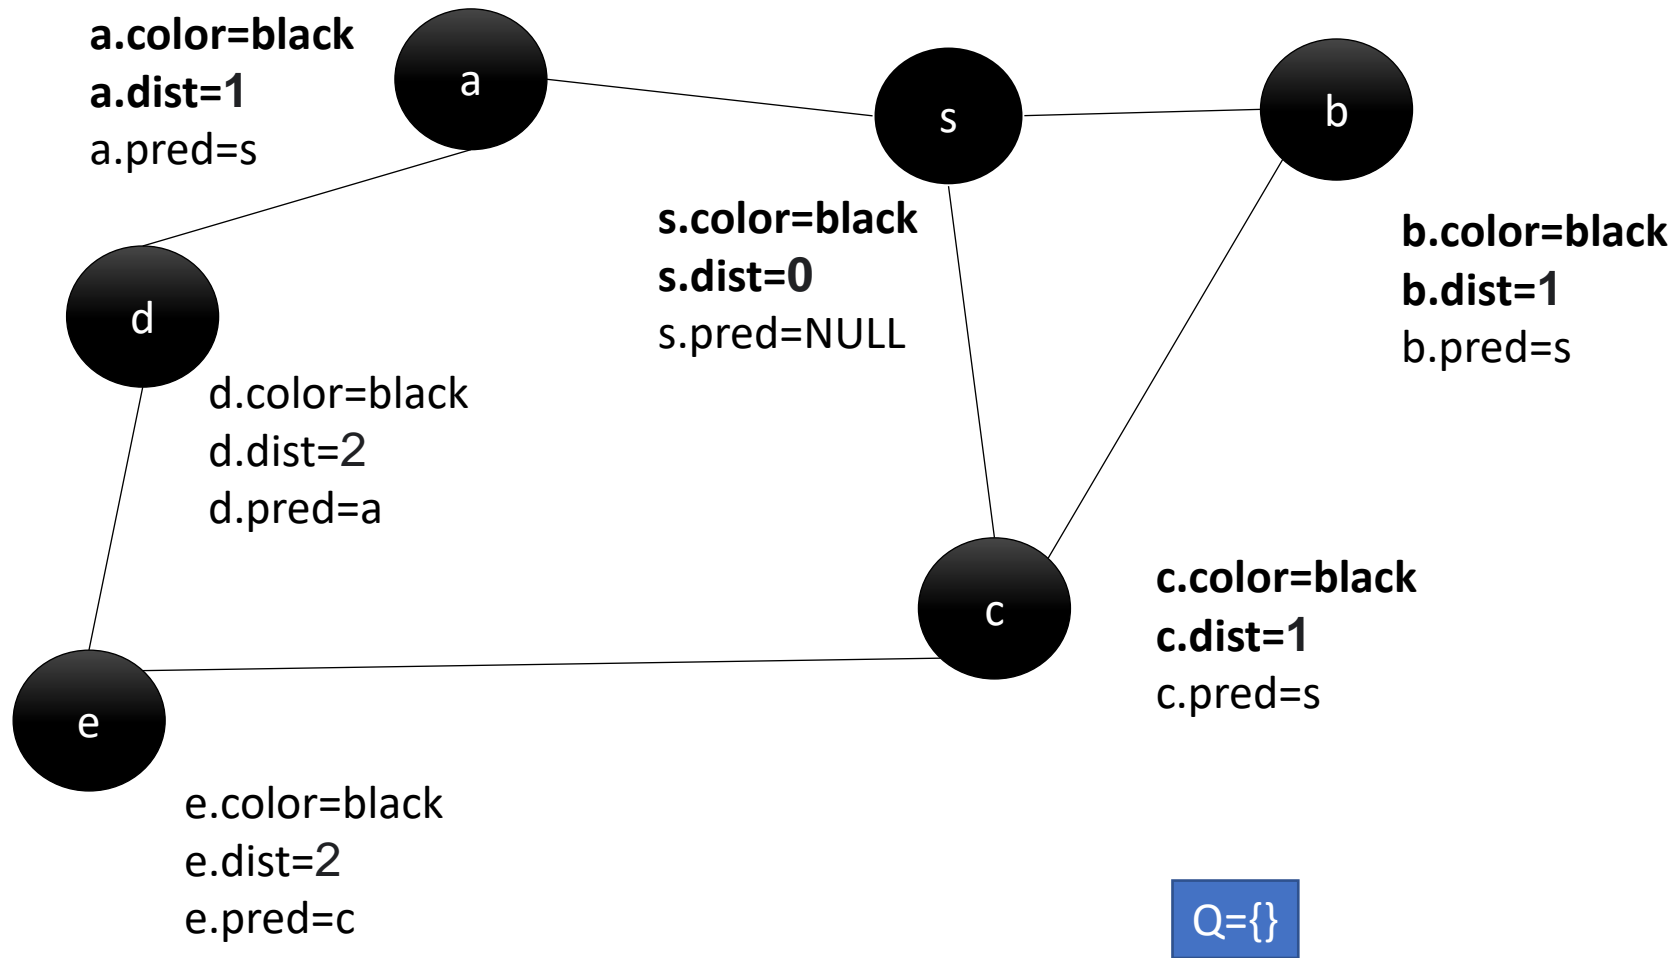 a.color=black
a.dist=1
a.pred=s
a
s
b
s.color=black
s.dist=0
s.pred=NULL
b.color=black
b.dist=1
b.pred=s
d
d.color=black
d.dist=2
d.pred=a
c
c.color=black
c.dist=1
c.pred=s
e
e.color=black
e.dist=2
e.pred=c
Q={}